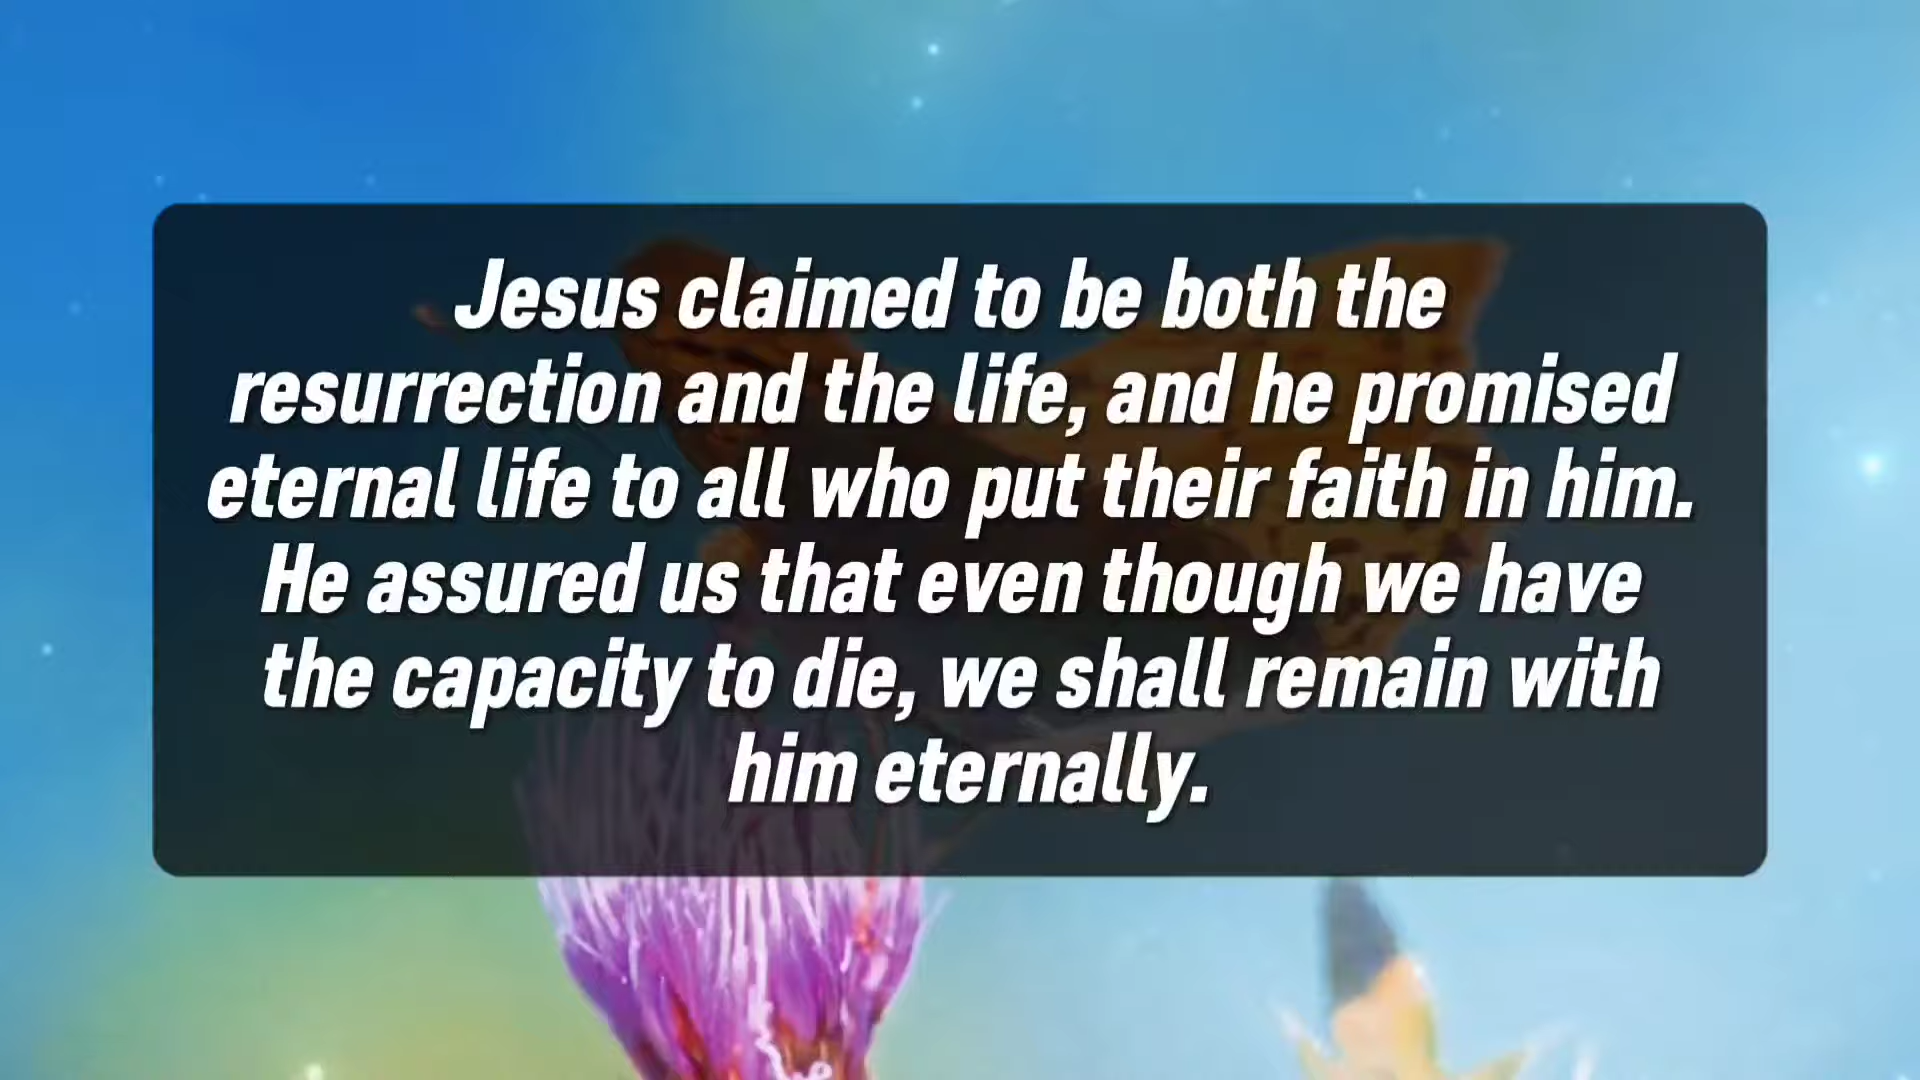 Jesus claimed to be both the
resurrection and the life, and he promised
eternal life to all who put their faith in him.
He assured us that even though we have
the capacity to die, we shall remain with
him eternally.